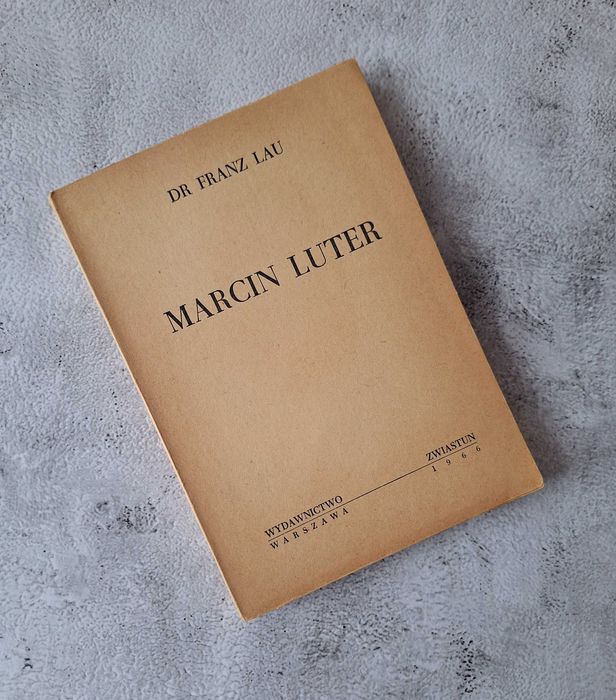 DR FRANZ LAU
MARCIN LUTER
WYDAWNICTWO ZWIASTUN
WARSZAWA 1966